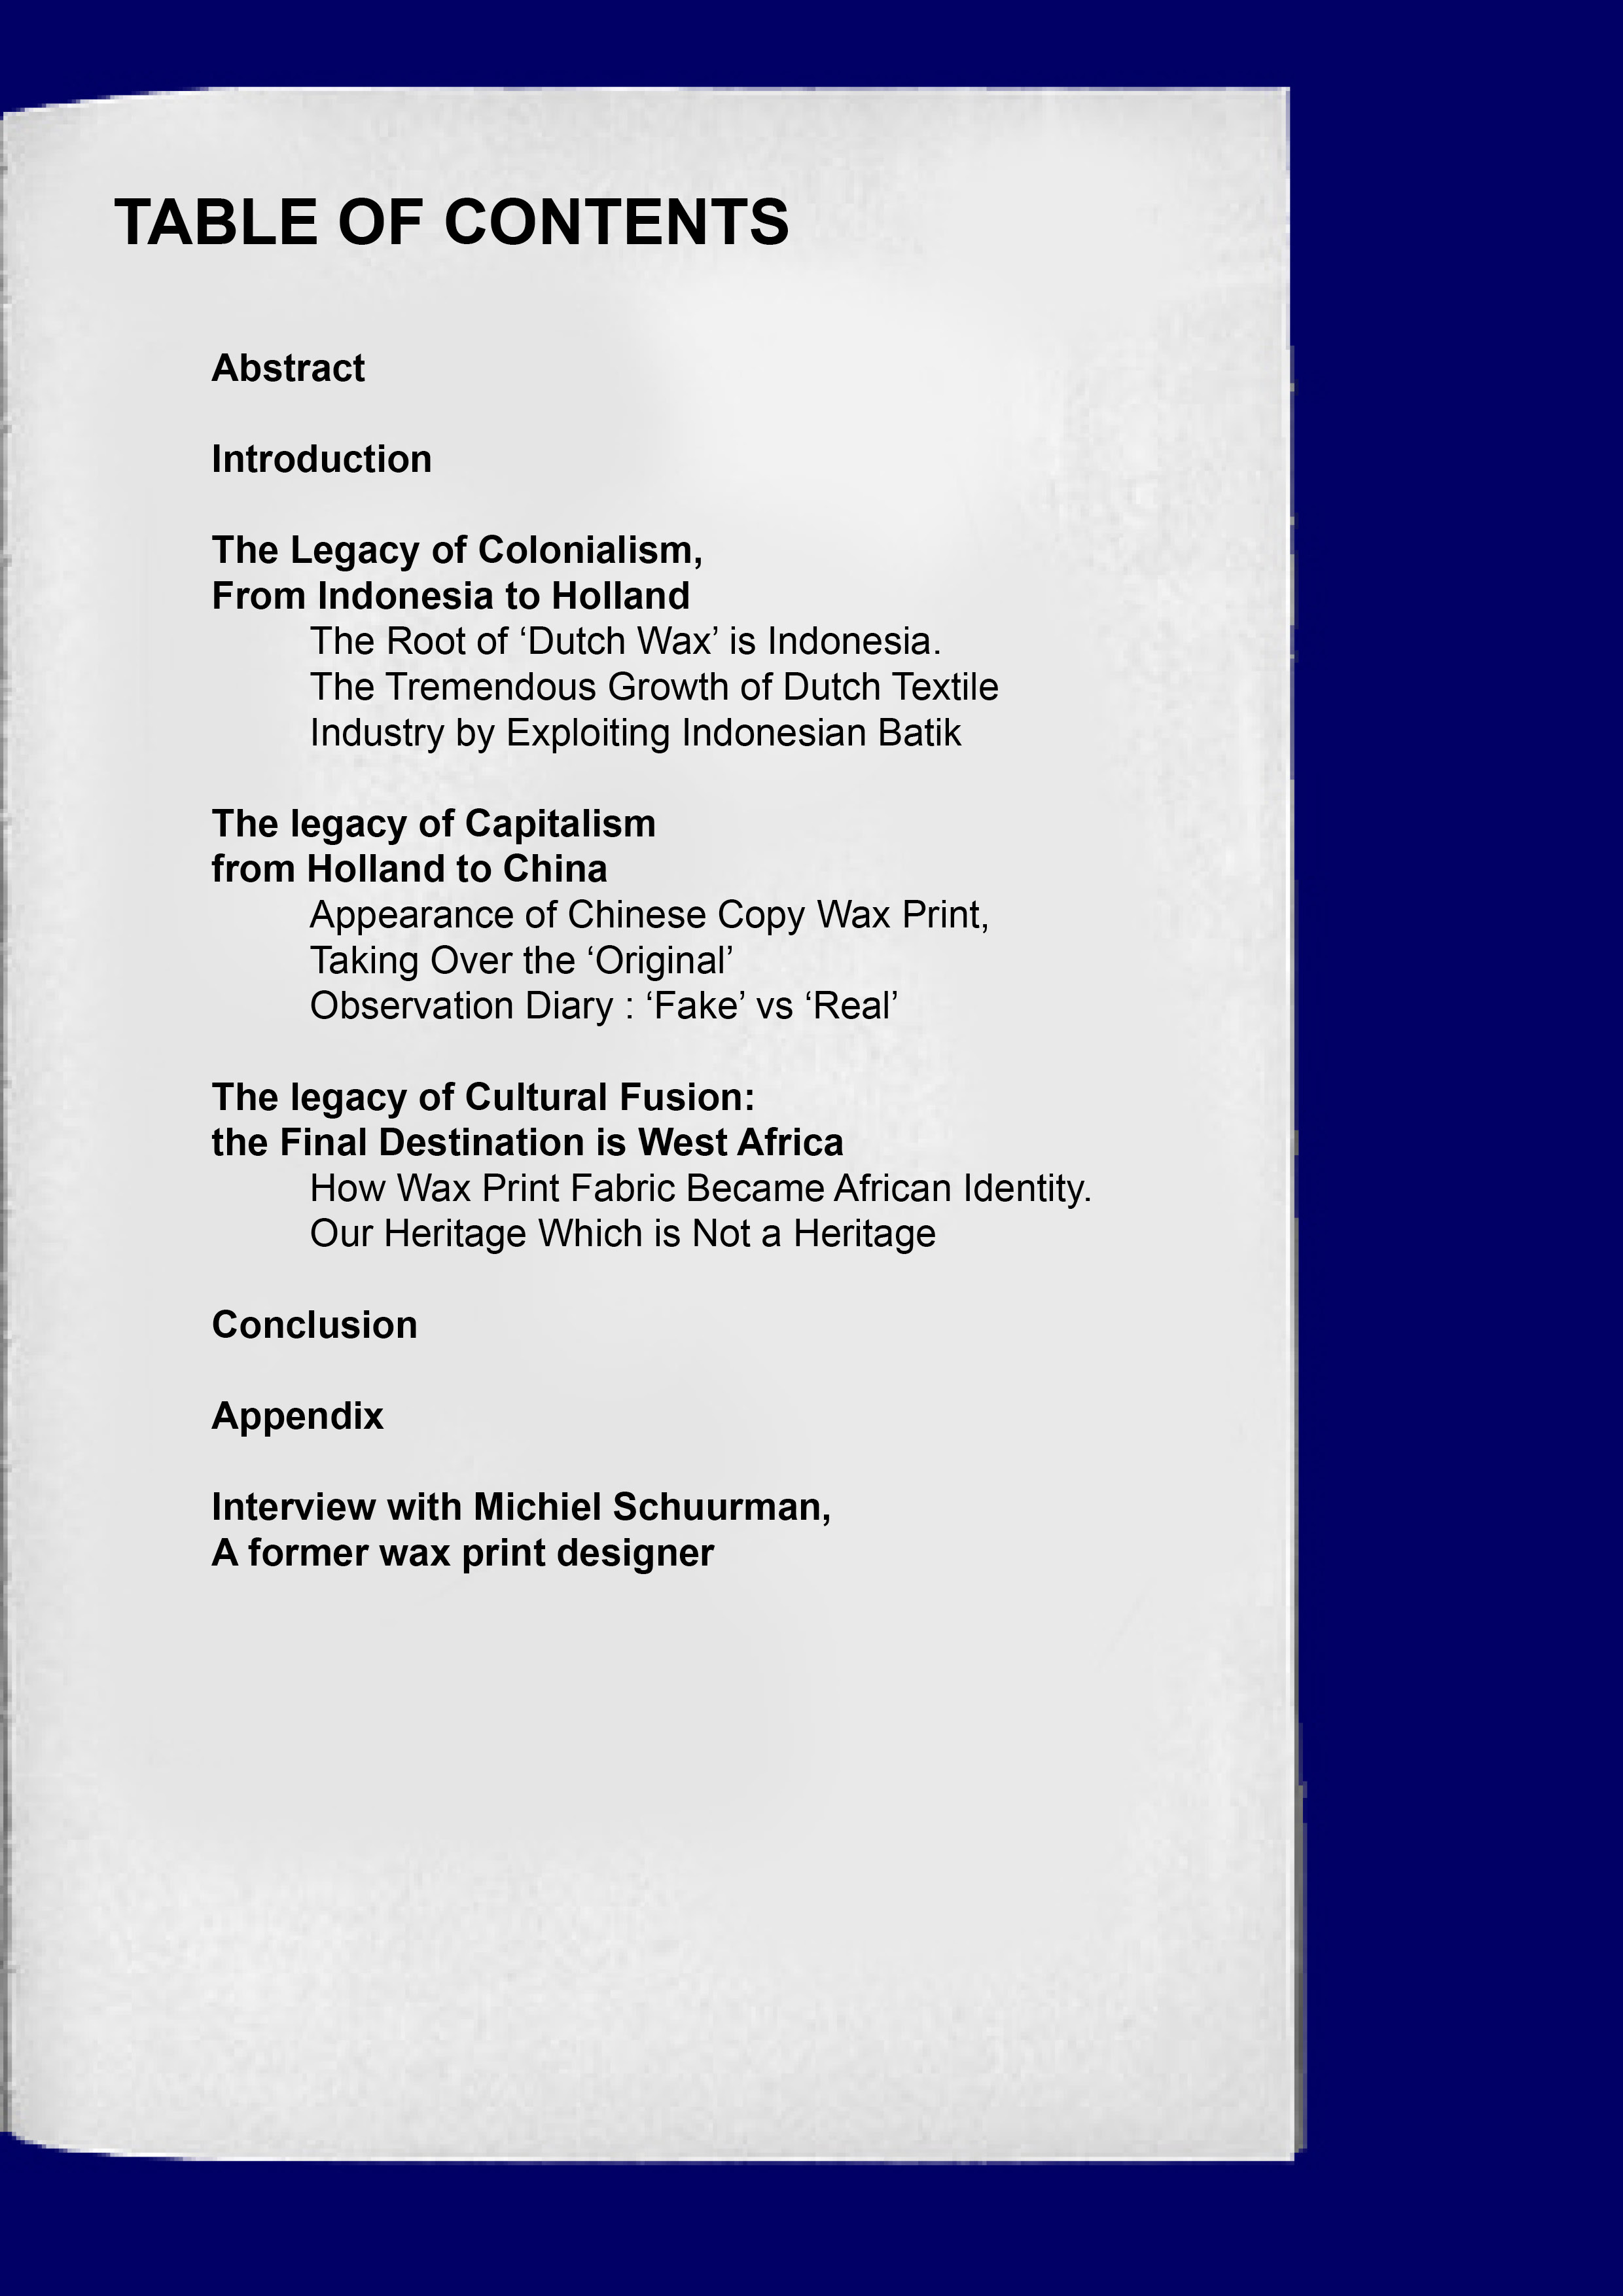 TABLE OF CONTENTS
Abstract
Introduction
The Legacy of Colonialism,
From Indonesia to Holland
The Root of ‘Dutch Wax’ is Indonesia.
The Tremendous Growth of Dutch Textile
Industry by Exploiting Indonesian Batik
The legacy of Capitalism
from Holland to China
Appearance of Chinese Copy Wax Print,
Taking Over the ‘Original’
Observation Diary : ‘Fake’ vs ‘Real’
The legacy of Cultural Fusion:
the Final Destination is West Africa
How Wax Print Fabric Became African Identity.
Our Heritage Which is Not a Heritage
Conclusion
Appendix
Interview with Michiel Schuurman,
A former wax print designer